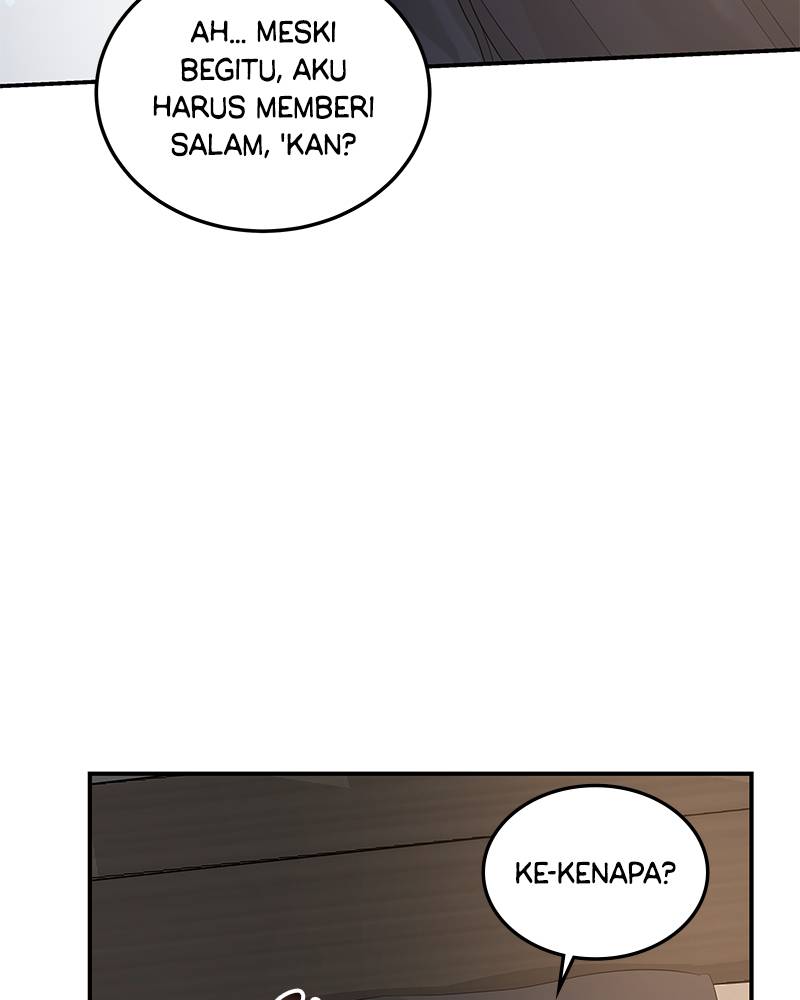 AH... MESKI
BEGITU, AKU
HARUS MEMBERI
SALAM, 'KAN?
KE-KENAPA?